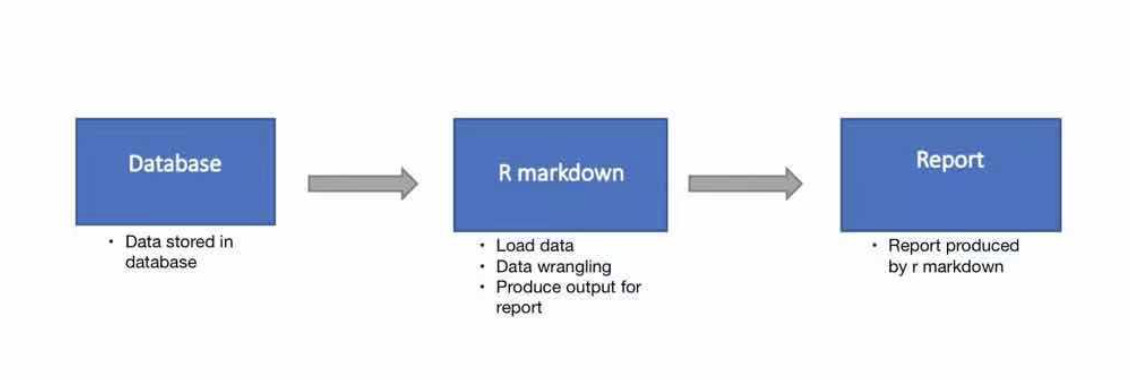 Database
R markdown
Report
• Data stored in
database
• Load data
• Data wrangling
• Produce output for
report
• Report produced
by r markdown